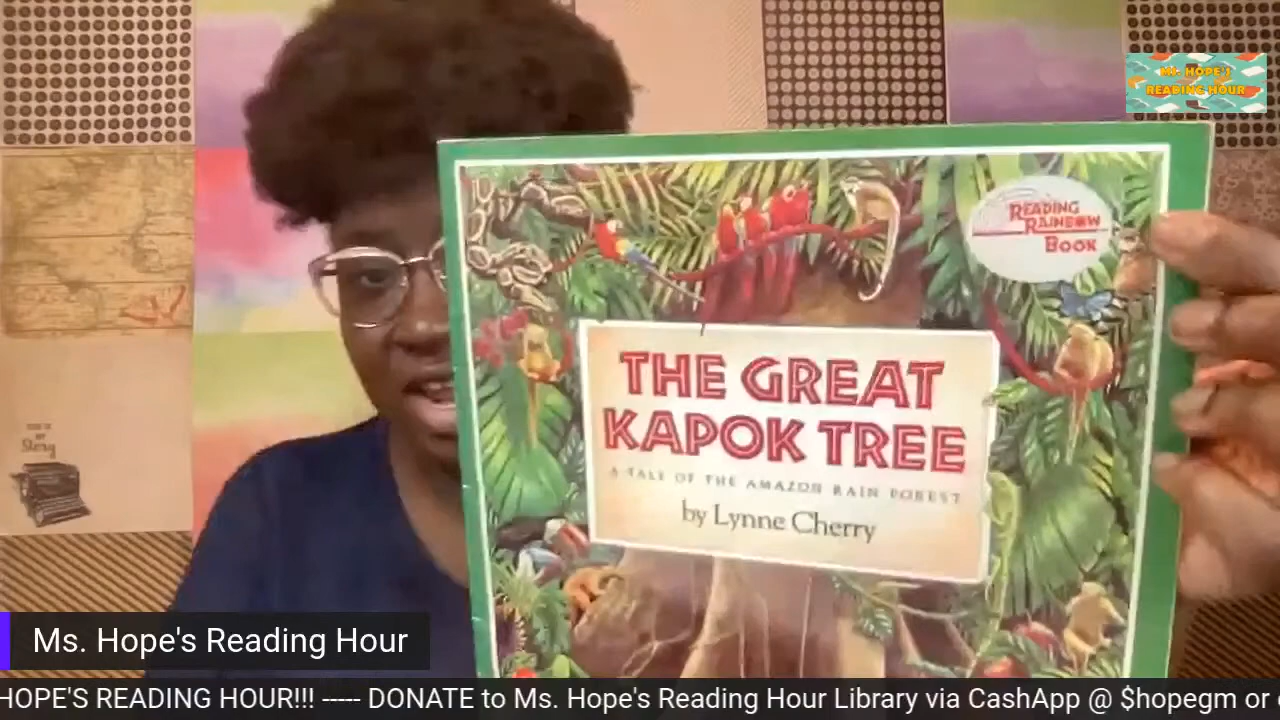 MS. HOPE'S
READING HOUR
READING
RAINBOW
BOOK
THE GREAT
KAPOK TREE
A TALE OF THE AMAZON RAIN FOREST
by Lynne Cherry
Story
Ms. Hope's Reading Hour
HOPE'S READING HOUR!!! ----- DONATE to Ms. Hope's Reading Hour Library via CashApp @ $hopegm or